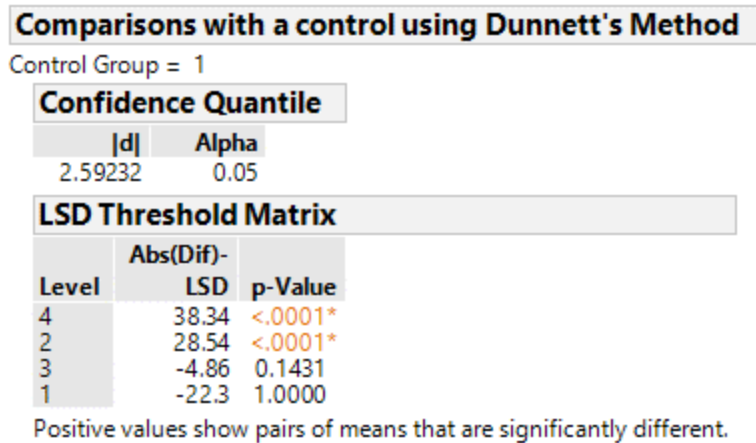 Comparisons with a control using Dunnett's Method
Control Group = 1
Confidence Quantile
|d| Alpha
2.59232 0.05
LSD Threshold Matrix
Abs(Dif)-
Level LSD p-Value
4 38.34 <.0001*
2 28.54 <.0001*
3 -4.86 0.1431
1 -22.3 1.0000
Positive values show pairs of means that are significantly different.